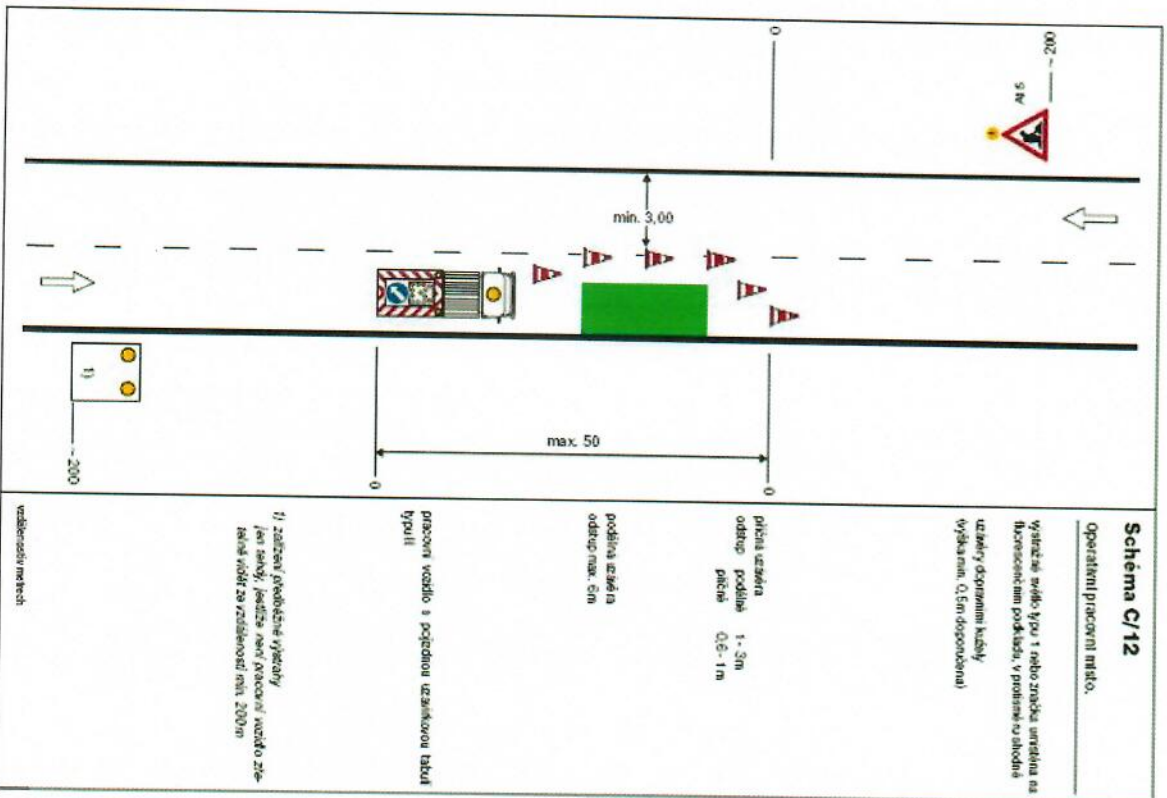 Schéma C/12
Operativní pracovní místo.
výstražné světlo typu 1 nebo značka umístěna na
fluorescenčním podkladu, v protisměru shodně
uzávěry dopravními kužely
(výška min. 0,5m doporučena)
příčná uzávěra
odstup podélně 1- 3m
příčně 0,6- 1 m
podélná uzávěra
odstup max. 6m
pracovní vozidlo s pojízdnou uzavírkovou tabulí
typu II
1) zařízení předběžné výstrahy
jen tehdy, jestliže není pracovní vozidlo zře-
telně vidět ze vzdálenosti min. 200m
vzdálenosti v metrech
~ 200
A15
0
min. 3,00
max. 50
0
0
1)
~ 200